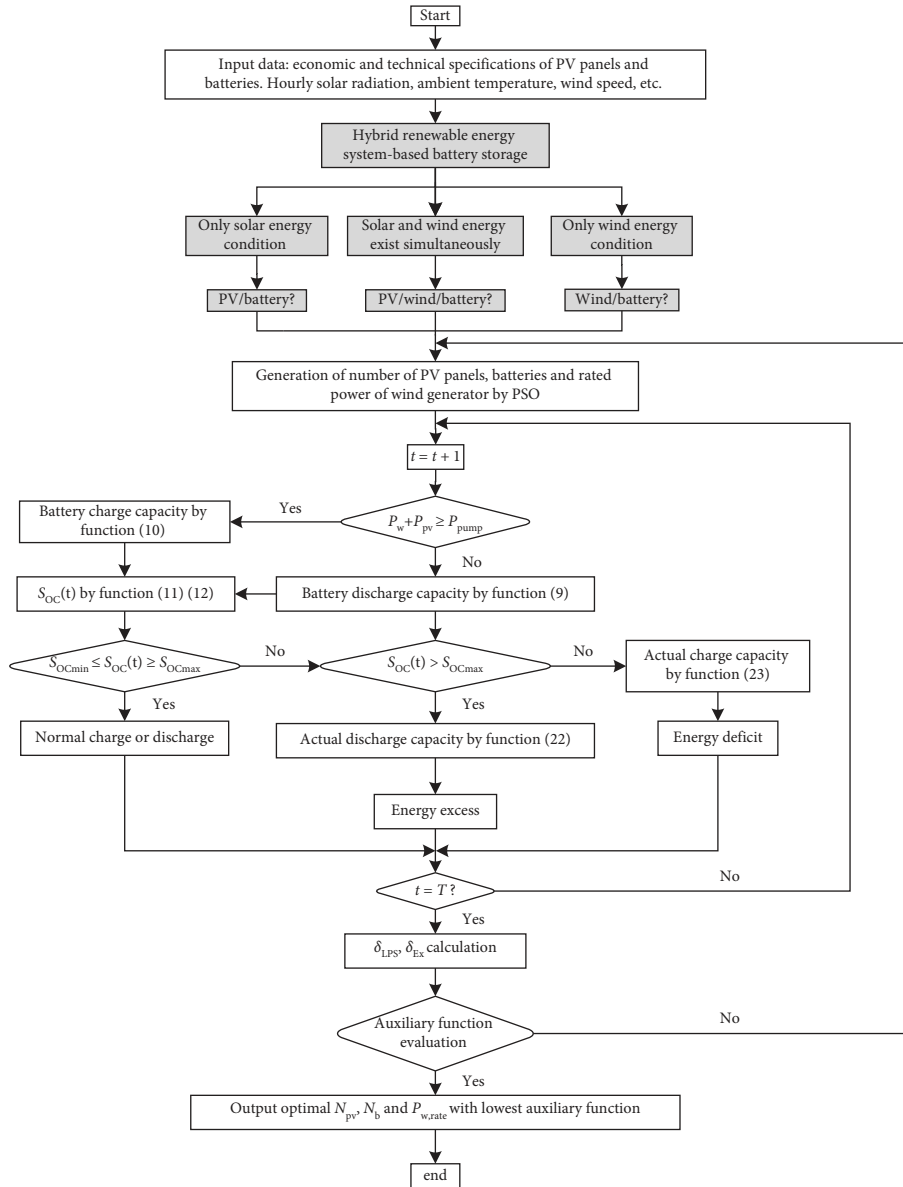 Start
Input data: economic and technical specifications of PV panels and
batteries. Hourly solar radiation, ambient temperature, wind speed, etc.
Hybrid renewable energy
system-based battery storage
Only solar energy
condition
Solar and wind energy
exist simultaneously
Only wind energy
condition
PV/battery?
PV/wind/battery?
Wind/battery?
Generation of number of PV panels, batteries and rated
power of wind generator by PSO
t = t + 1
P_w+P_pv ≥ P_pump
Yes
No
Battery charge capacity by
function (10)
S_OC(t) by function (11) (12)
Battery discharge capacity by function (9)
S_OCmin ≤ S_OC(t) ≥ S_OCmax
No
S_OC(t) > S_OCmax
No
Actual charge capacity
by function (23)
Yes
Yes
Normal charge or discharge
Actual discharge capacity by function (22)
Energy deficit
Energy excess
t = T ?
No
Yes
δ_LPS, δ_Ex calculation
Auxiliary function
evaluation
No
Yes
Output optimal N_pv, N_b and P_w,rate with lowest auxiliary function
end